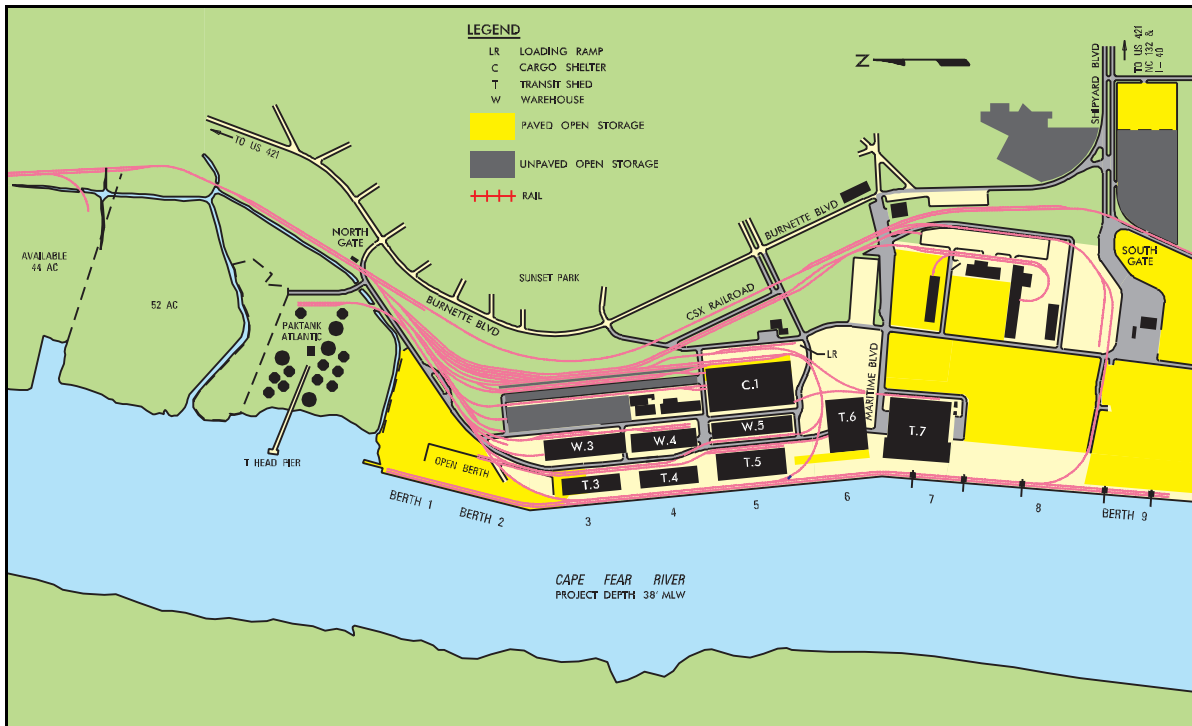 LEGEND
LR LOADING RAMP
C CARGO SHELTER
T TRANSIT SHED
W WAREHOUSE
PAVED OPEN STORAGE
UNPAVED OPEN STORAGE
RAIL
N
TO US 421
NC 132 &
I-40
SHIPYARD BLVD
TO US 421
NORTH
GATE
BURNETTE BLVD
SUNSET PARK
CSX RAILROAD
BURNETTE BLVD
SOUTH
GATE
AVAILABLE
44 AC
52 AC
PAKTANK
ATLANTIC
LR
MARITIME BLVD
C.1
W.3
W.4
W.5
T.6
T.7
T.3
T.4
T.5
OPEN BERTH
T HEAD PIER
BERTH 1
BERTH 2
3
4
5
6
7
8
BERTH 9
CAPE FEAR RIVER
PROJECT DEPTH 38' MLW